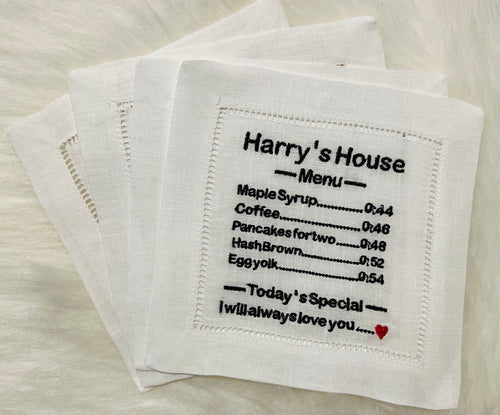 Harry's House
—Menu—
Maple Syrup..............0:44
Coffee.........................0:46
Pancakes for two......0:48
Hash Brown...............0:52
Egg yolk.....................0:54
—Today's Special—
I will always love you.....♥